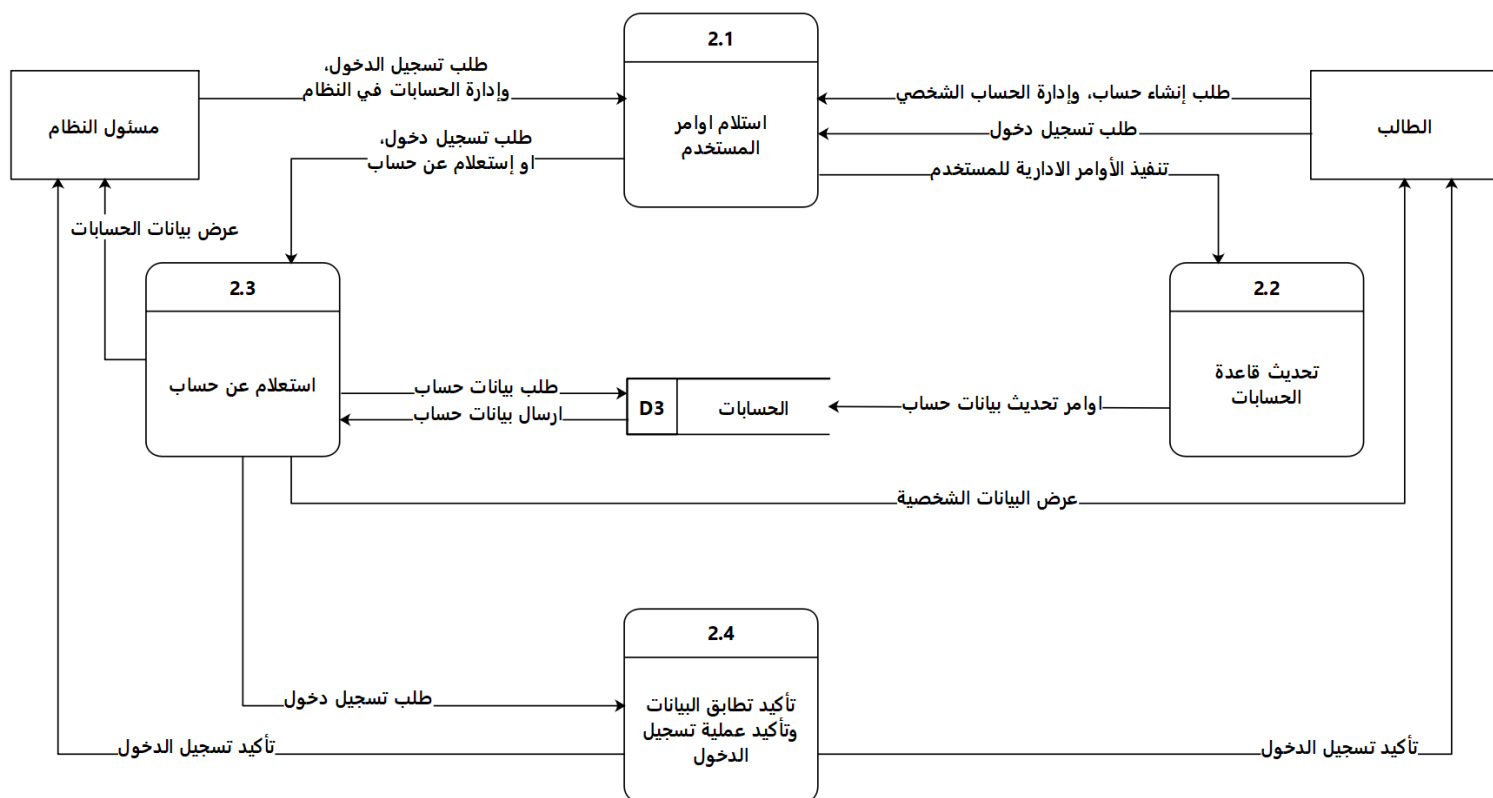 2.1
استلام اوامر
المستخدم
مسئول النظام
طلب تسجيل الدخول،
وإدارة الحسابات في النظام
طلب إنشاء حساب، وإدارة الحساب الشخصي
الطالب
طلب تسجيل دخول
طلب تسجيل دخول،
او إستعلام عن حساب
تنفيذ الأوامر الادارية للمستخدم
عرض بيانات الحسابات
2.3
استعلام عن حساب
2.2
تحديث قاعدة
الحسابات
طلب بيانات حساب
ارسال بيانات حساب
D3
الحسابات
اوامر تحديث بيانات حساب
عرض البيانات الشخصية
2.4
تأكيد تطابق البيانات
وتأكيد عملية تسجيل
الدخول
طلب تسجيل دخول
تأكيد تسجيل الدخول
تأكيد تسجيل الدخول